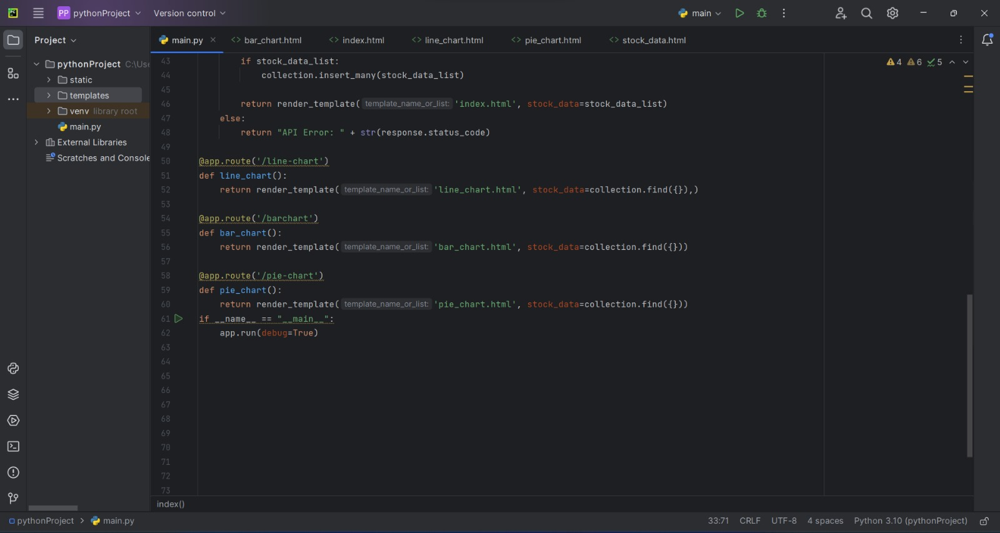 PC
PP pythonProject
Version control
main
Project
main.py
bar_chart.html
index.html
line_chart.html
pie_chart.html
stock_data.html
pythonProject C:\Use
static
templates
venv library root
main.py
External Libraries
Scratches and Console
4 6 5
43 if stock_data_list:
44 collection.insert_many(stock_data_list)
45
46 return render_template( template_name_or_list: 'index.html', stock_data=stock_data_list)
47 else:
48 return "API Error: " + str(response.status_code)
49
50 @app.route('/line-chart')
51 def line_chart():
52 return render_template( template_name_or_list: 'line_chart.html', stock_data=collection.find({}),)
53
54 @app.route('/barchart')
55 def bar_chart():
56 return render_template( template_name_or_list: 'bar_chart.html', stock_data=collection.find({}))
57
58 @app.route('/pie-chart')
59 def pie_chart():
60 return render_template( template_name_or_list: 'pie_chart.html', stock_data=collection.find({}))
61 if __name__ == "__main__":
62 app.run(debug=True)
63
64
65
66
67
68
69
70
71
72
73
index()
pythonProject > main.py
33:71 CRLF UTF-8 4 spaces Python 3.10 (pythonProject)